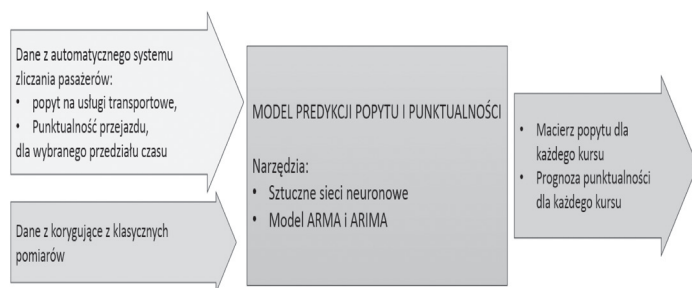 Dane z automatycznego systemu
zliczania pasażerów:
• popyt na usługi transportowe,
• Punktualność przejazdu,
dla wybranego przedziału czasu
Dane z korygujące z klasycznych
pomiarów
MODEL PREDYKCJI POPYTU I PUNKTUALNOŚCI
Narzędzia:
• Sztuczne sieci neuronowe
• Model ARMA i ARIMA
• Macierz popytu dla
każdego kursu
• Prognoza punktualności
dla każdego kursu